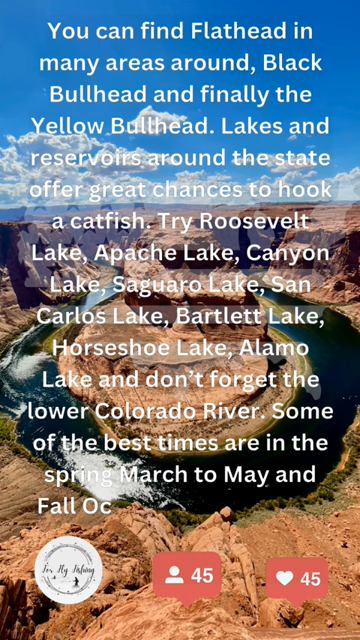 You can find Flathead in
many areas around, Black
Bullhead and finally the
Yellow Bullhead. Lakes and
reservoirs around the state
offer great chances to hook
a catfish. Try Roosevelt
Lake, Apache Lake, Canyon
Lake, Saguaro Lake, San
Carlos Lake, Bartlett Lake,
Horseshoe Lake, Alamo
Lake and don't forget the
lower Colorado River. Some
of the best times are in the
spring March to May and
Fall Oc
45
45